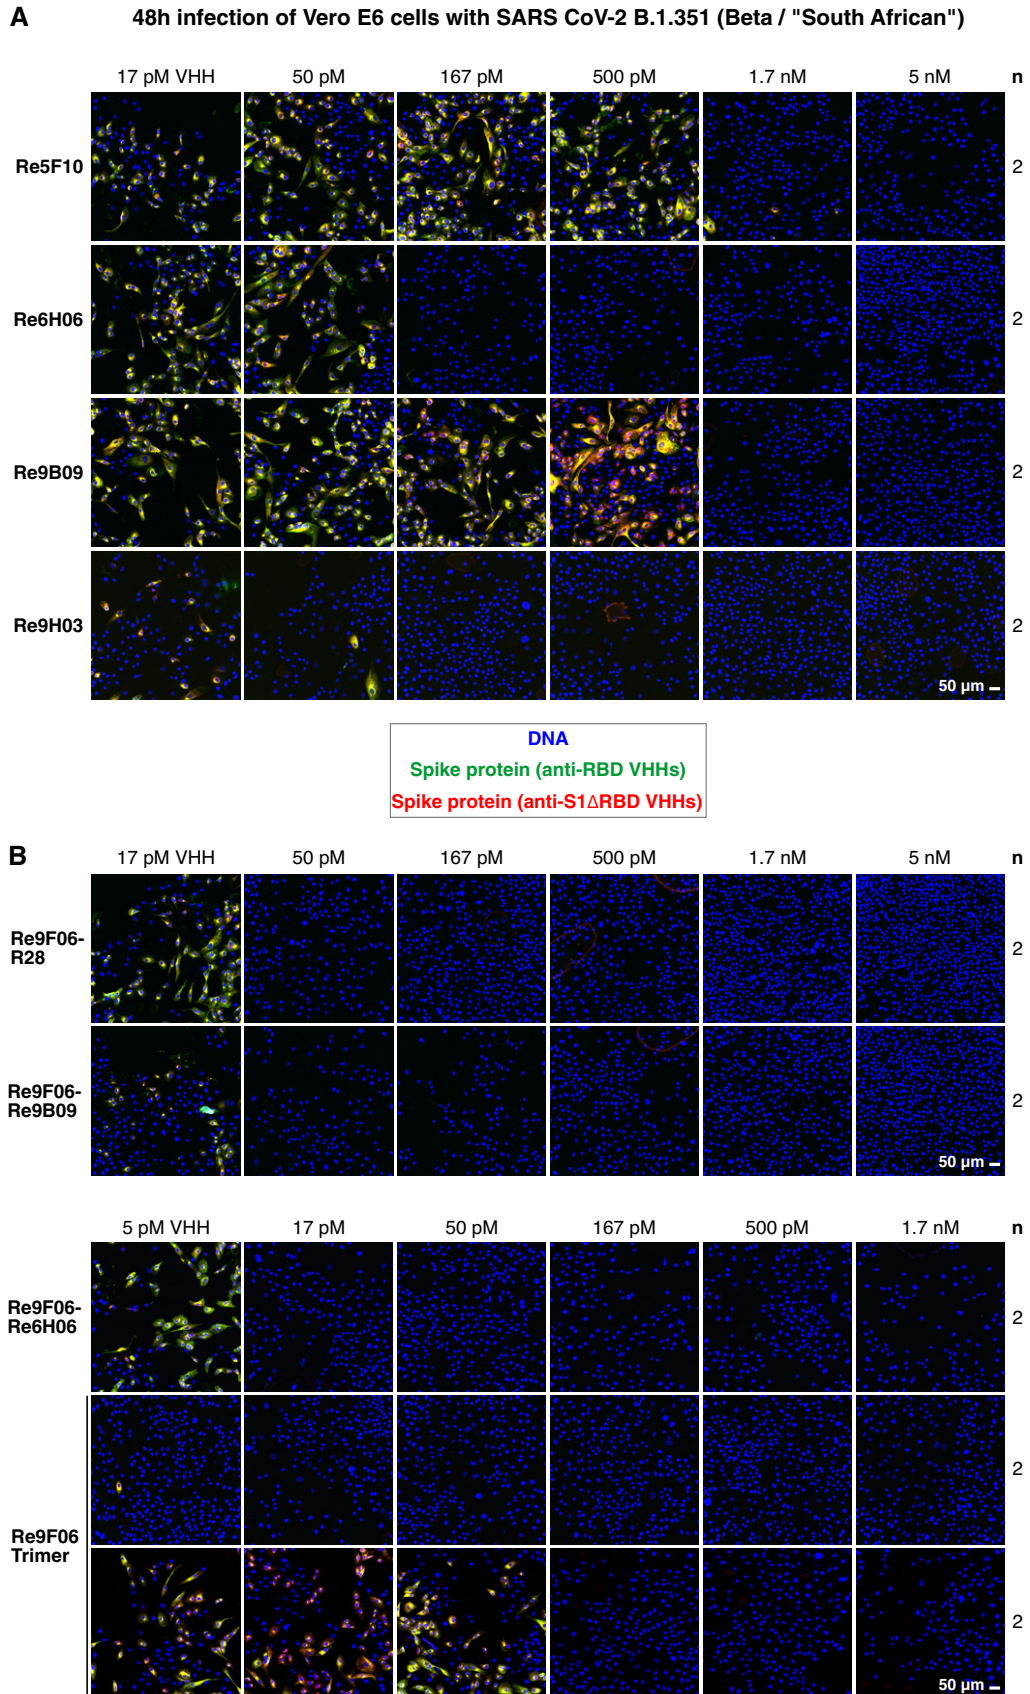 A
48h infection of Vero E6 cells with SARS CoV-2 B.1.351 (Beta / "South African")
17 pM VHH 50 pM 167 pM 500 pM 1.7 nM 5 nM n
Re5F10 2
Re6H06 2
Re9B09 2
Re9H03 2
50 µm
DNA
Spike protein (anti-RBD VHHs)
Spike protein (anti-S1ΔRBD VHHs)
B
17 pM VHH 50 pM 167 pM 500 pM 1.7 nM 5 nM n
Re9F06-
R28 2
Re9F06-
Re9B09 2
50 µm
5 pM VHH 17 pM 50 pM 167 pM 500 pM 1.7 nM n
Re9F06-
Re6H06 2
2
Re9F06
Trimer
2
50 µm